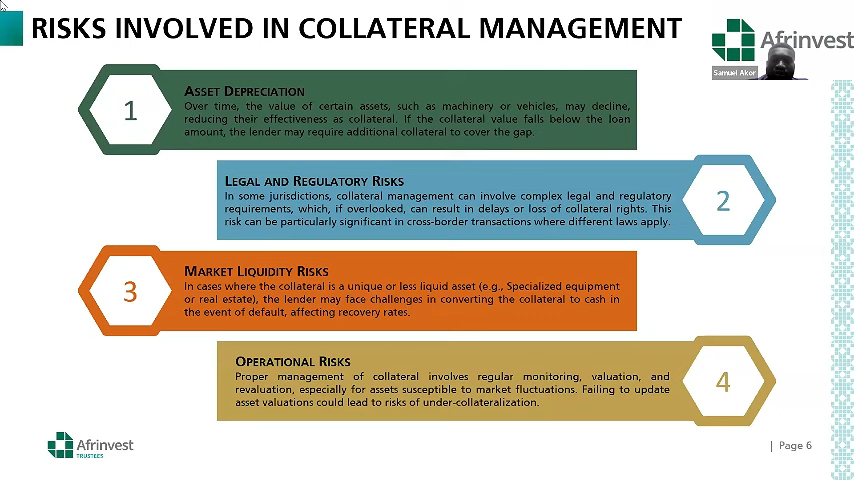 RISKS INVOLVED IN COLLATERAL MANAGEMENT
Afrinvest
Samuel Akor
1
ASSET DEPRECIATION
Over time, the value of certain assets, such as machinery or vehicles, may decline,
reducing their effectiveness as collateral. If the collateral value falls below the loan
amount, the lender may require additional collateral to cover the gap.
LEGAL AND REGULATORY RISKS
In some jurisdictions, collateral management can involve complex legal and regulatory
requirements, which, if overlooked, can result in delays or loss of collateral rights. This
risk can be particularly significant in cross-border transactions where different laws apply.
2
3
MARKET LIQUIDITY RISKS
In cases where the collateral is a unique or less liquid asset (e.g., Specialized equipment
or real estate), the lender may face challenges in converting the collateral to cash in
the event of default, affecting recovery rates.
OPERATIONAL RISKS
Proper management of collateral involves regular monitoring, valuation, and
revaluation, especially for assets susceptible to market fluctuations. Failing to update
asset valuations could lead to risks of under-collateralization.
4
Afrinvest
TRUSTEES
| Page 6